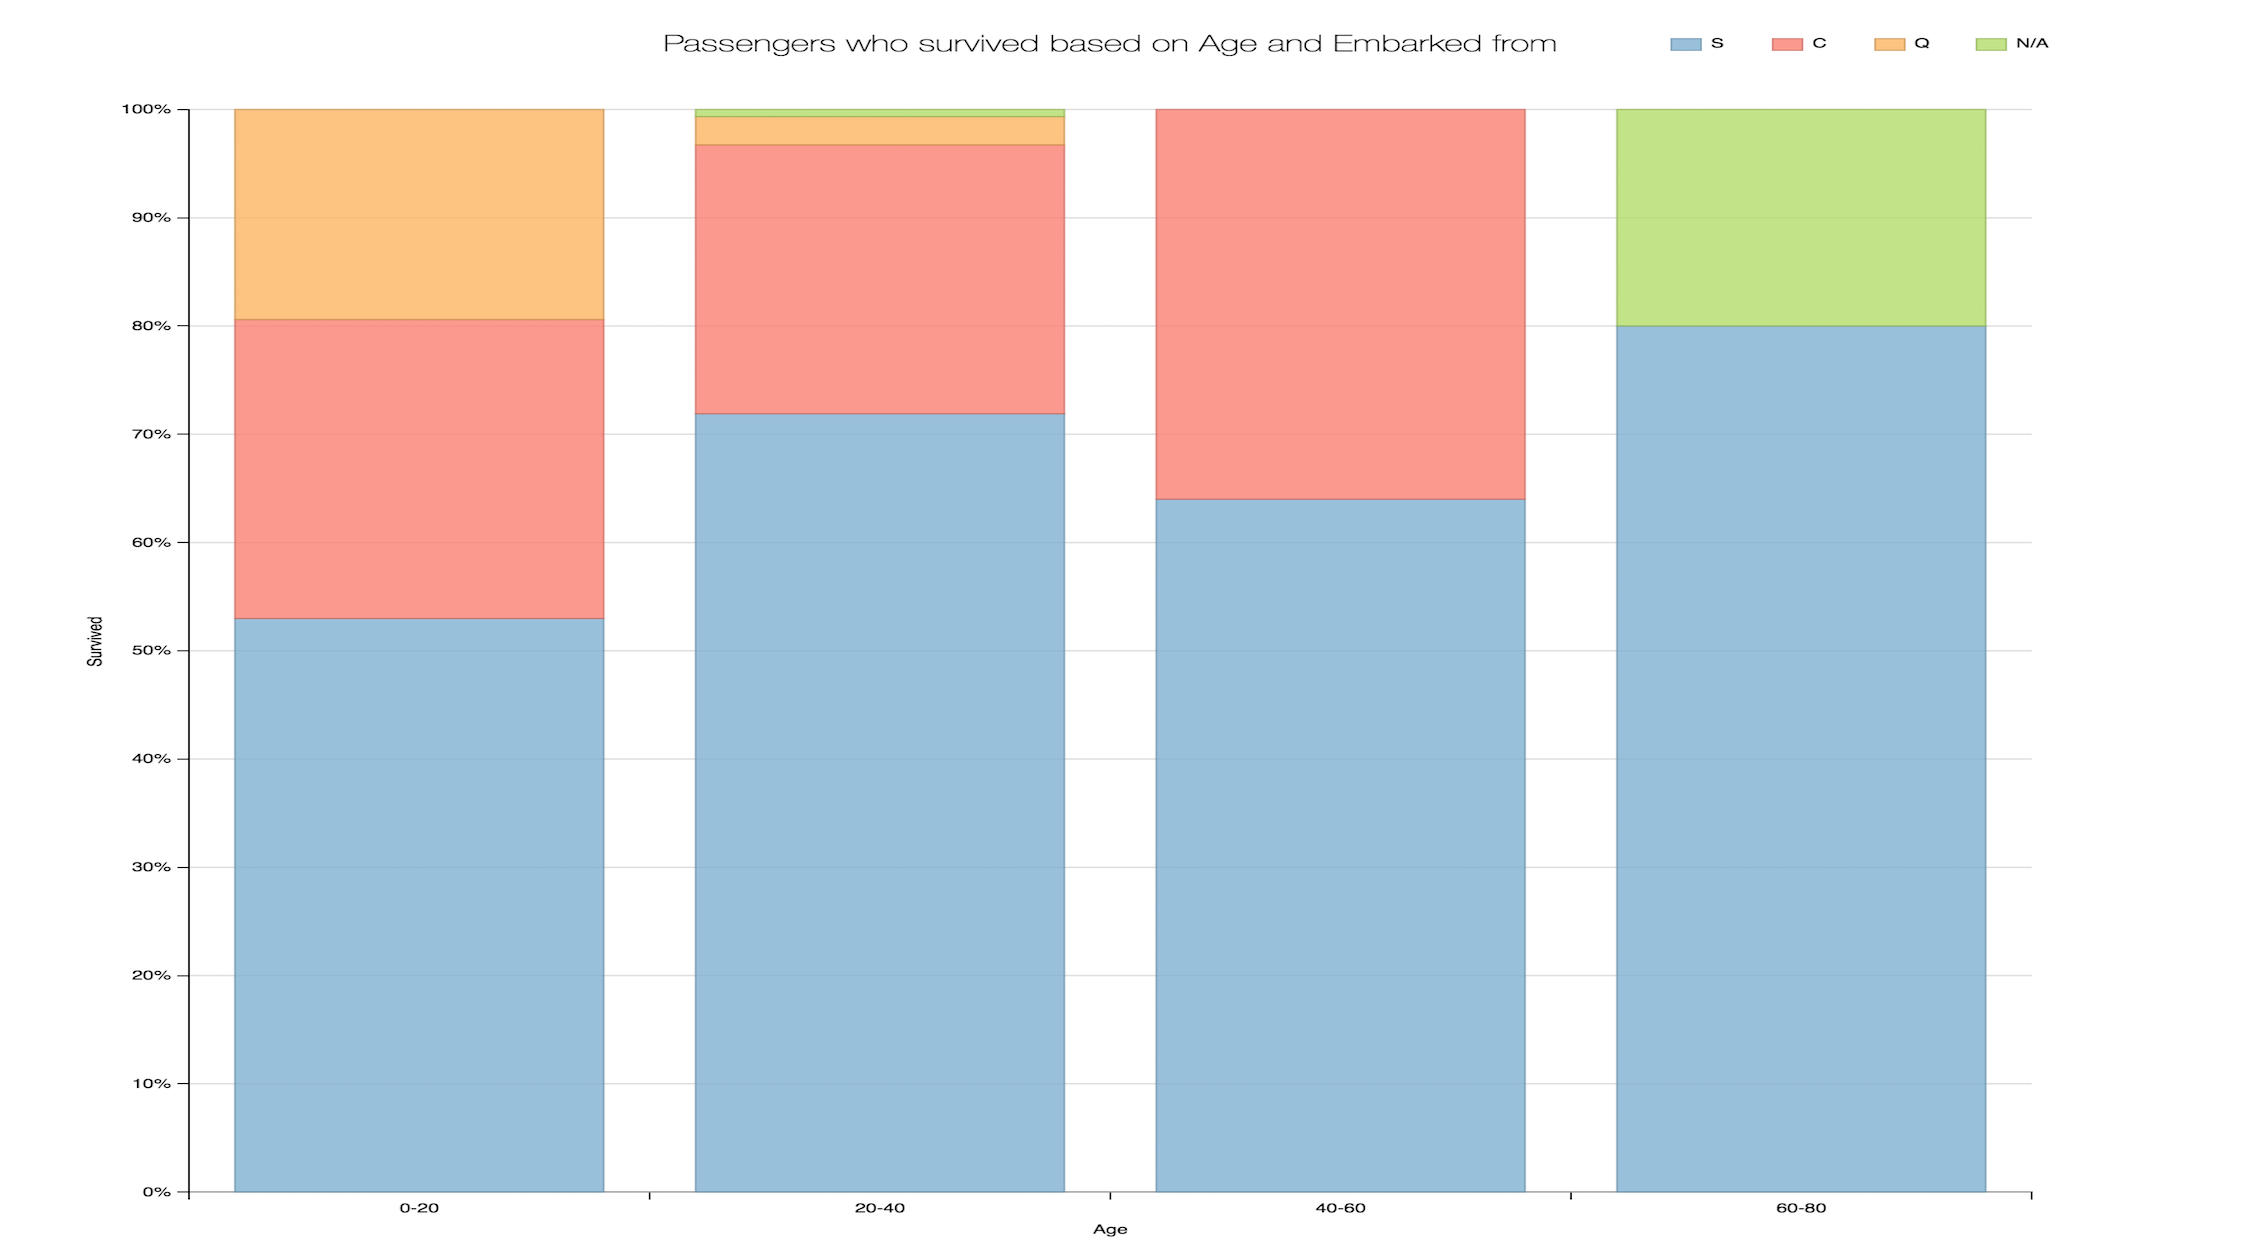 Passengers who survived based on Age and Embarked from
S C Q N/A
100%
90%
80%
70%
60%
50%
40%
30%
20%
10%
0%
Survived
0-20 20-40 40-60 60-80
Age